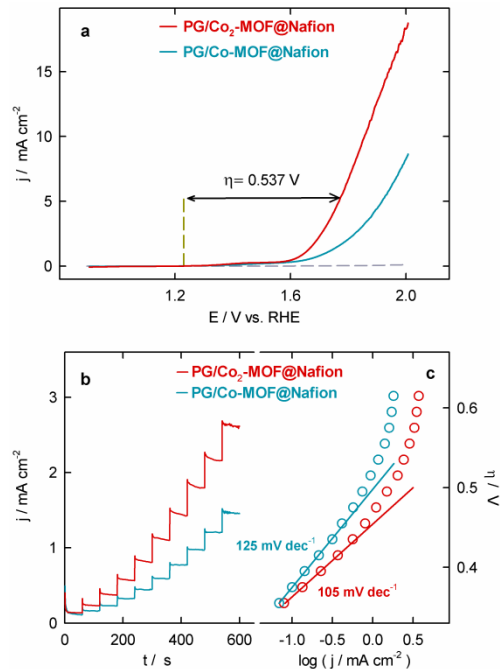 a
PG/Co₂-MOF@Nafion
PG/Co-MOF@Nafion
j / mA cm⁻²
15
10
5
0
η = 0.537 V
1.2
1.6
2.0
E / V vs. RHE
b
PG/Co₂-MOF@Nafion
PG/Co-MOF@Nafion
c
j / mA cm⁻²
3
2
1
0
0
200
400
600
t / s
125 mV dec⁻¹
105 mV dec⁻¹
0.6
0.5
0.4
η / V
-1.0
-0.5
0.0
0.5
log ( j / mA cm⁻²)